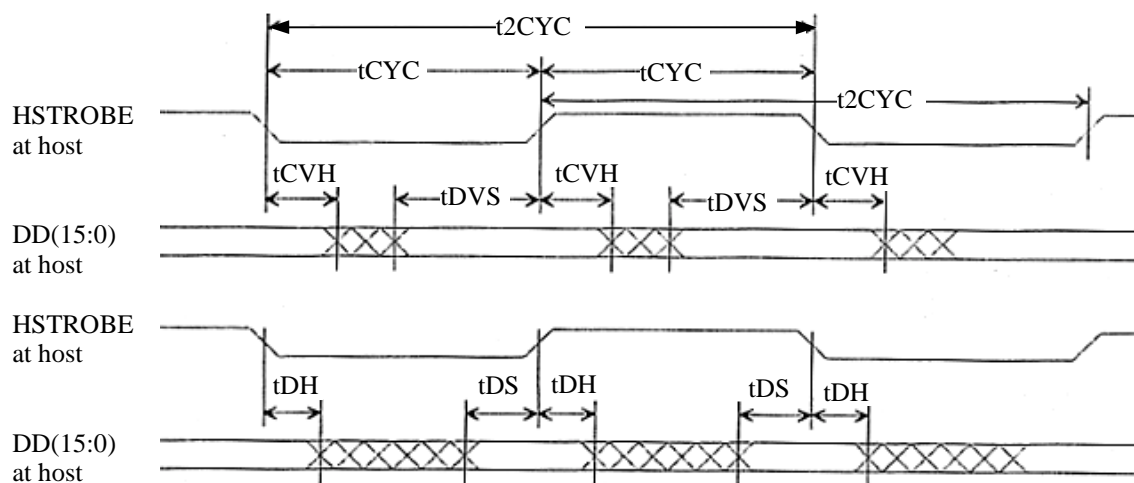 t2CYC
tCYC tCYC
t2CYC
HSTROBE
at host
tCVH tCVH tCVH
tDVS tDVS
DD(15:0)
at host
HSTROBE
at host
tDH tDS tDH tDS tDH
DD(15:0)
at host